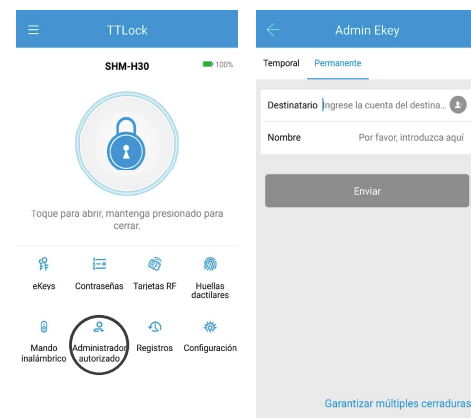 TTLock
SHM-H30
100%
Toque para abrir, mantenga presionado para
cerrar.
eKeys
Contraseñas
Tarjetas RF
Huellas
dactilares
Mando
inalámbrico
Administrador
autorizado
Registros
Configuración
Admin Ekey
Temporal
Permanente
Destinatario
Ingrese la cuenta del destina...
Nombre
Por favor, introduzca aquí
Enviar
Garantizar múltiples cerraduras